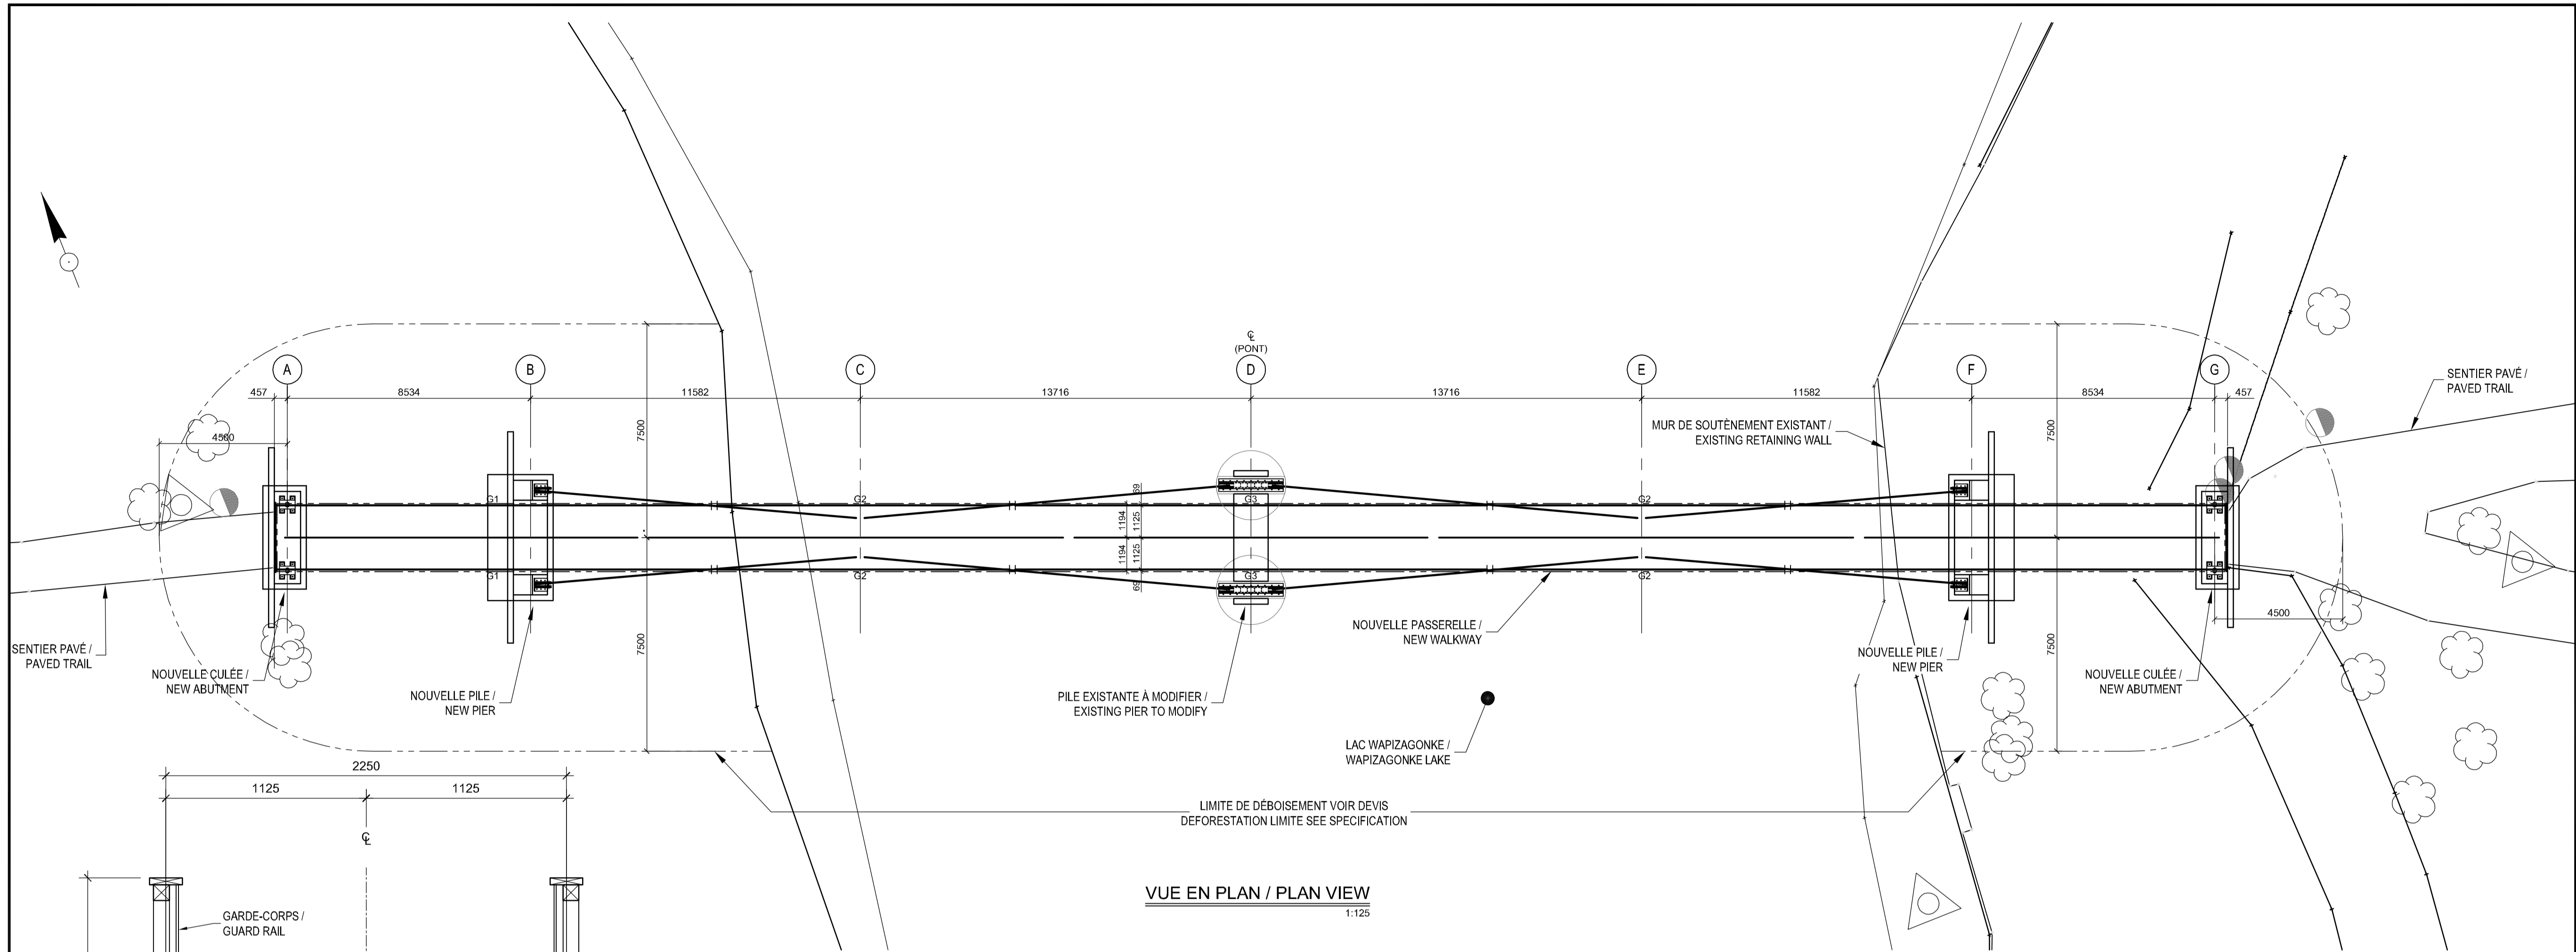 ℄
(PONT)
A
B
C
D
E
F
G
457
8534
11582
13716
13716
11582
8534
457
SENTIER PAVÉ /
PAVED TRAIL
MUR DE SOUTÈNEMENT EXISTANT /
EXISTING RETAINING WALL
4500
7500
7500
G1
G2
69
G3
G2
1194
1125
1194
1125
G1
G2
69
G3
G2
4500
7500
7500
NOUVELLE PASSERELLE /
NEW WALKWAY
SENTIER PAVÉ /
PAVED TRAIL
NOUVELLE CULÉE /
NEW ABUTMENT
NOUVELLE PILE /
NEW PIER
PILE EXISTANTE À MODIFIER /
EXISTING PIER TO MODIFY
NOUVELLE PILE /
NEW PIER
NOUVELLE CULÉE /
NEW ABUTMENT
LAC WAPIZAGONKE /
WAPIZAGONKE LAKE
2250
1125
1125
℄
LIMITE DE DÉBOISEMENT VOIR DEVIS
DEFORESTATION LIMITE SEE SPECIFICATION
VUE EN PLAN / PLAN VIEW
1:125
GARDE-CORPS /
GUARD RAIL